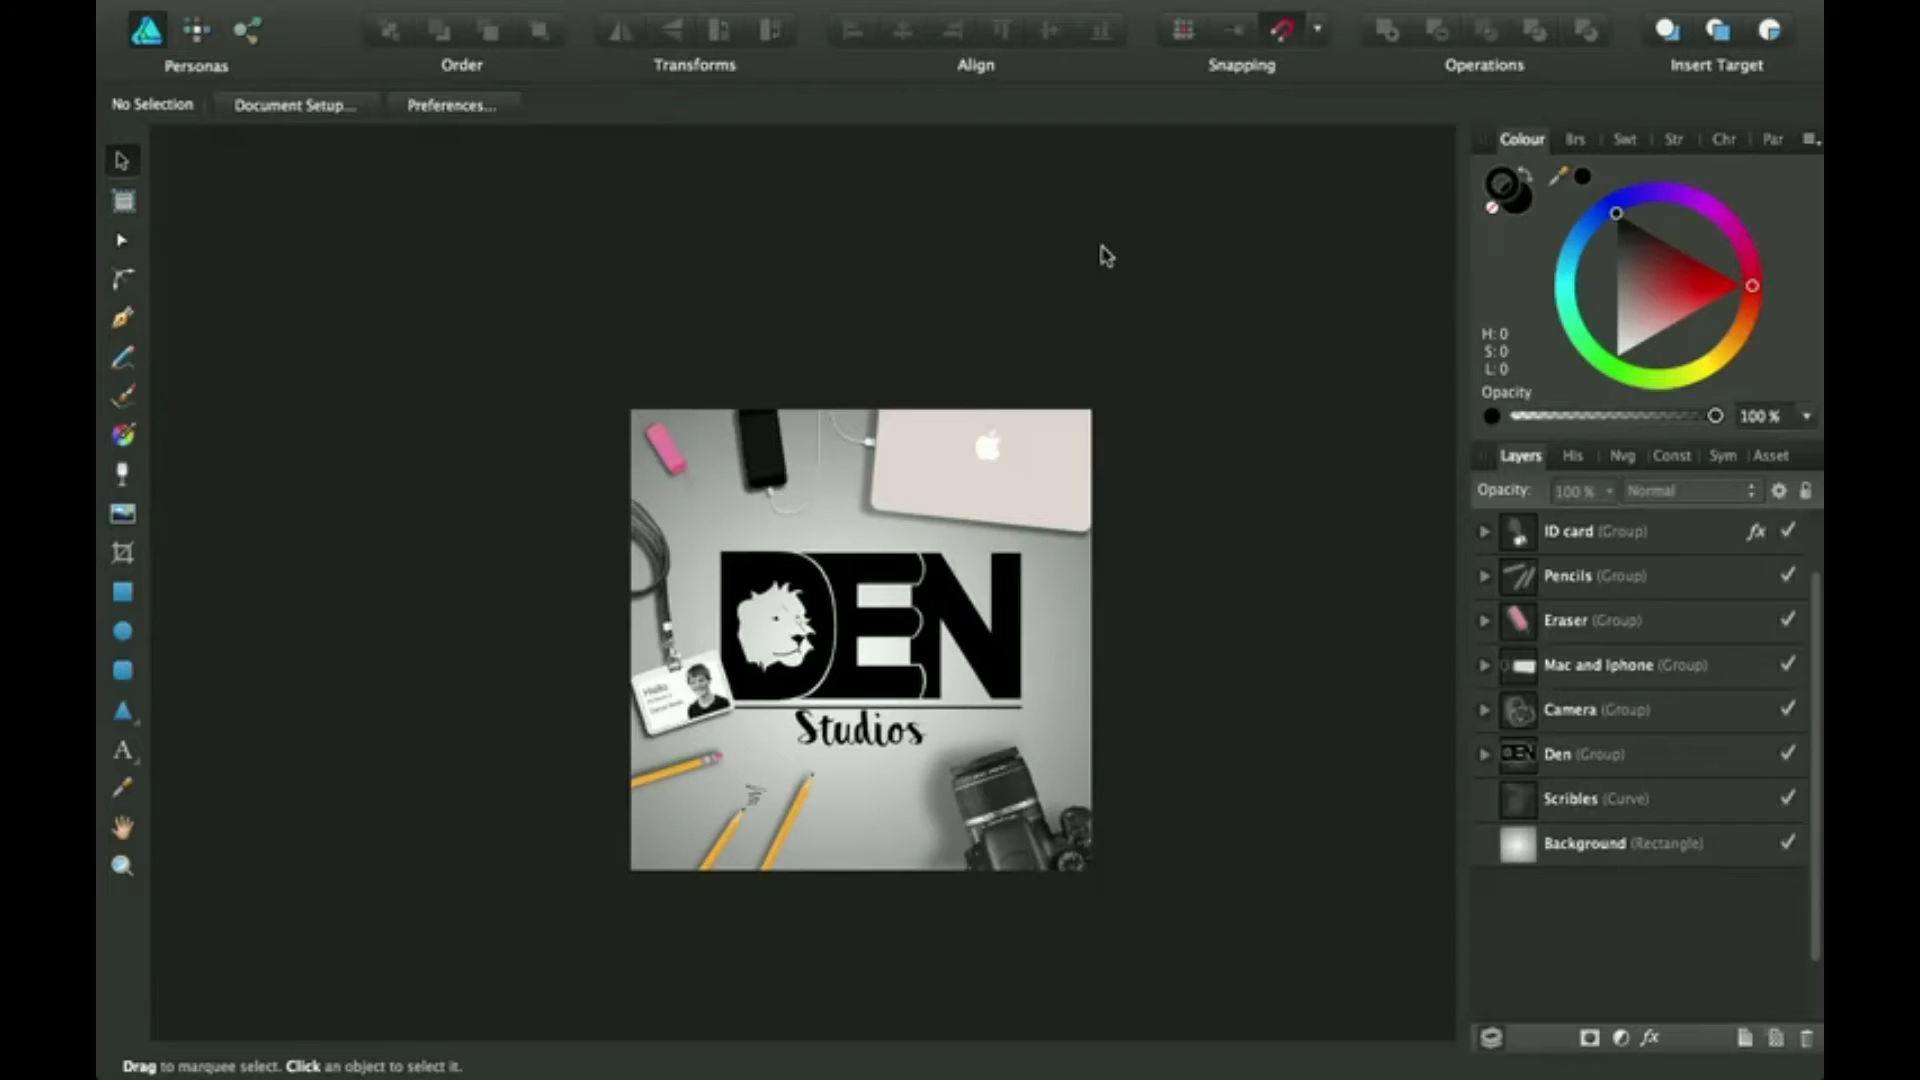 Personas
Order
Transforms
Align
Snapping
Operations
Insert Target
No Selection
Document Setup...
Preferences...
Colour Brs Swt Str Chr Par
H: 0
S: 0
L: 0
Opacity
100 %
Layers His Nvg Const Sym Asset
Opacity: 100 % Normal
ID card (Group) fx
Pencils (Group)
Eraser (Group)
Mac and Iphone (Group)
Camera (Group)
Den (Group)
Scribles (Curve)
Background (Rectangle)
fx
DEN
Studios
Hello
A
Drag to marquee select. Click an object to select it.